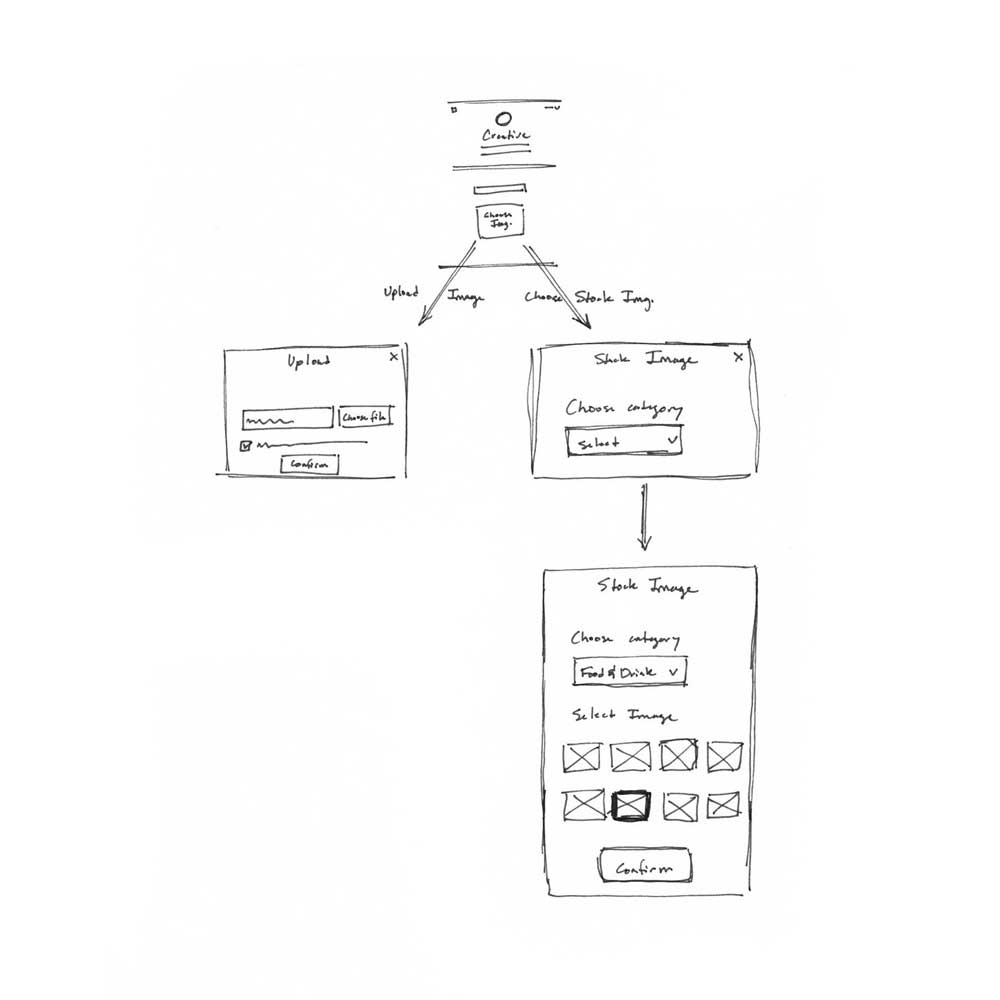 Creative
Choose
Img.
Upload Image
Choose Stock Img.
Upload X
Choose file
Confirm
Stock Image X
Choose category
Select
Stock Image
Choose category
Food & Drink
Select Image
Confirm